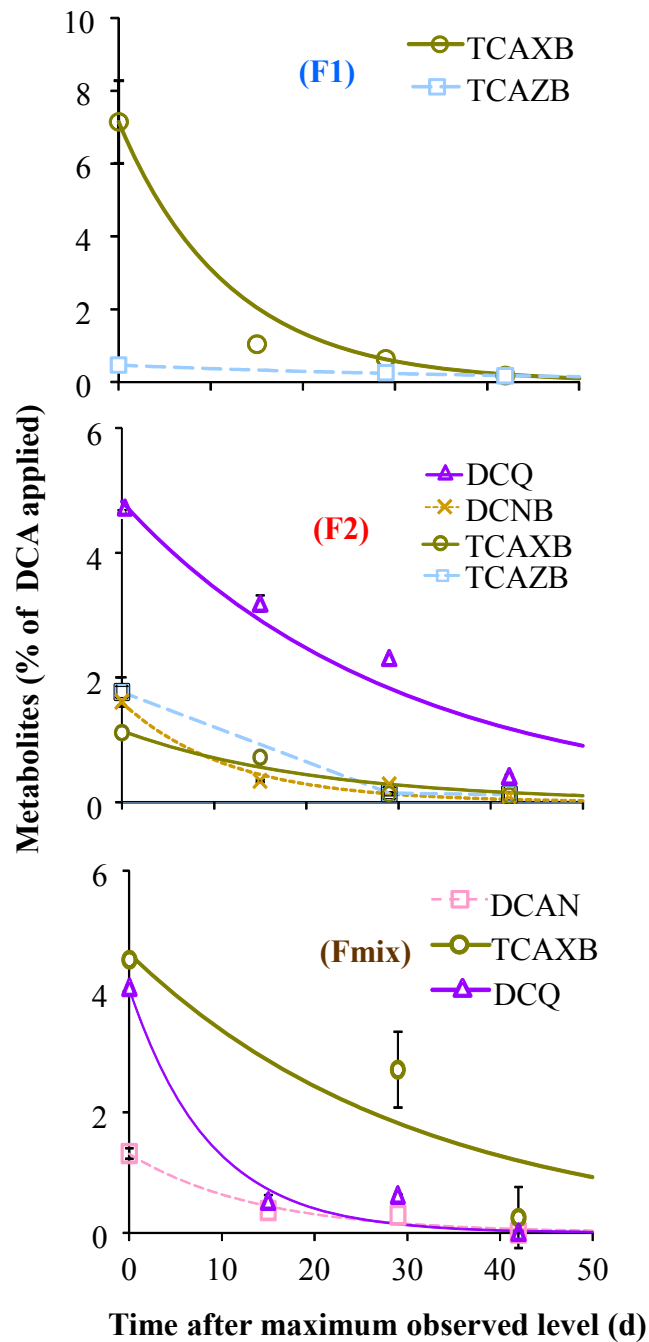 10
8
6
4
2
0
(F1)
TCAXB
TCAZB
Metabolites (% of DCA applied)
6
4
2
0
(F2)
DCQ
DCNB
TCAXB
TCAZB
6
4
2
0
(Fmix)
DCAN
TCAXB
DCQ
0 10 20 30 40 50
Time after maximum observed level (d)